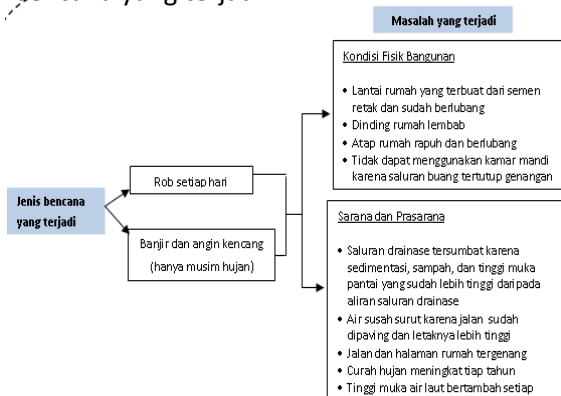 Masalah yang terjadi
Kondisi Fisik Bangunan
• Lantai rumah yang terbuat dari semen
retak dan sudah berlubang
• Dinding rumah lembab
• Atap rumah rapuh dan berlubang
• Tidak dapat menggunakan kamar mandi
karena saluran buang tertutup genangan
Rob setiap hari
Jenis bencana
yang terjadi
Banjir dan angin kencang
(hanya musim hujan)
Sarana dan Prasarana
• Saluran drainase tersumbat karena
sedimentasi, sampah, dan tinggi muka
pantai yang sudah lebih tinggi daripada
aliran saluran drainase
• Air susah surut karena jalan sudah
dipaving dan letaknya lebih tinggi
• Jalan dan halaman rumah tergenang
• Curah hujan meningkat tiap tahun
• Tinggi muka air laut bertambah setiap